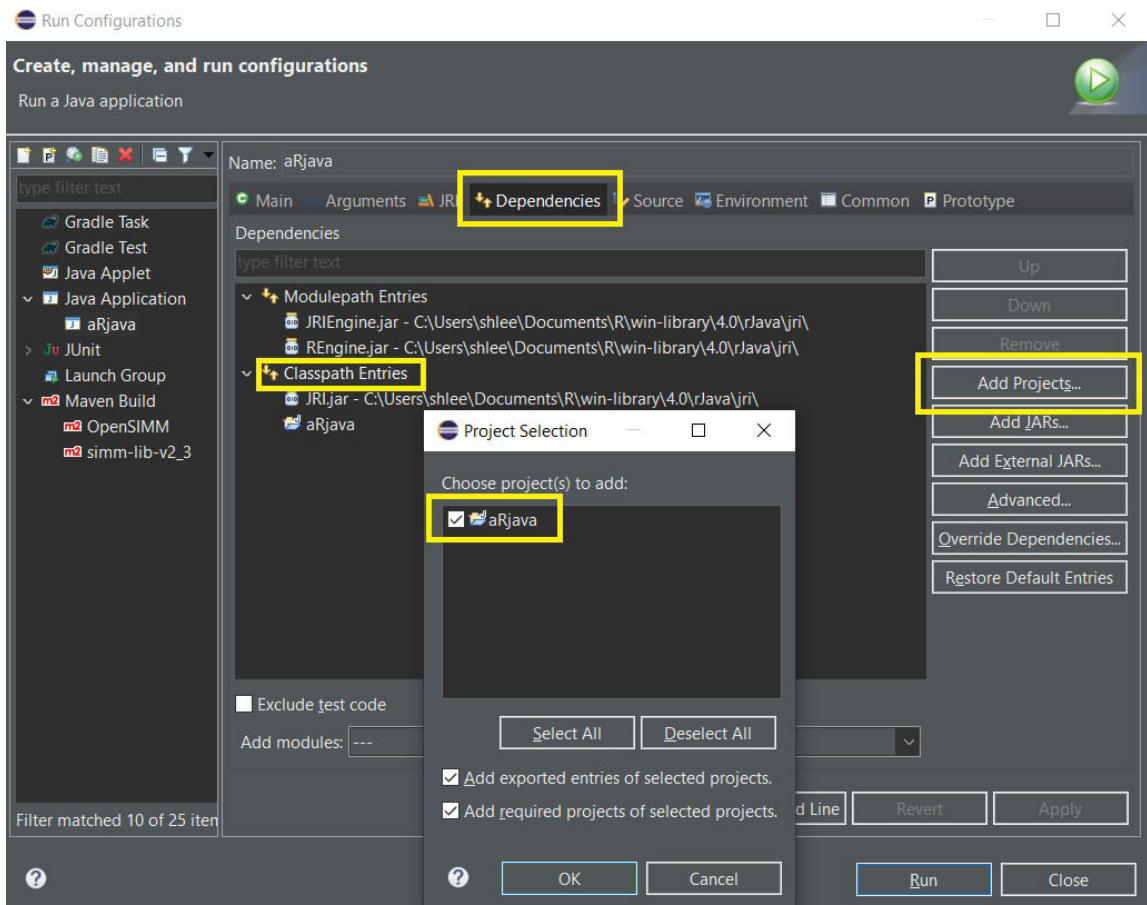 Run Configurations
Create, manage, and run configurations
Run a Java application
type filter text
Gradle Task
Gradle Test
Java Applet
Java Application
aRjava
JUnit
Launch Group
Maven Build
OpenSIMM
simm-lib-v2_3
Filter matched 10 of 25 iten
Name: aRjava
Main Arguments JRE Dependencies Source Environment Common Prototype
Dependencies
type filter text
Modulepath Entries
JRIEngine.jar - C:\Users\shlee\Documents\R\win-library\4.0\rJava\jri\
REngine.jar - C:\Users\shlee\Documents\R\win-library\4.0\rJava\jri\
Classpath Entries
JRI.jar - C:\Users\shlee\Documents\R\win-library\4.0\rJava\jri\
aRjava
Up
Down
Remove
Add Projects...
Add JARs...
Add External JARs...
Advanced...
Override Dependencies...
Restore Default Entries
Exclude test code
Add modules: ---
Project Selection
Choose project(s) to add:
aRjava
Select All Deselect All
Add exported entries of selected projects.
Add required projects of selected projects.
OK Cancel
d Line Revert Apply
Run Close